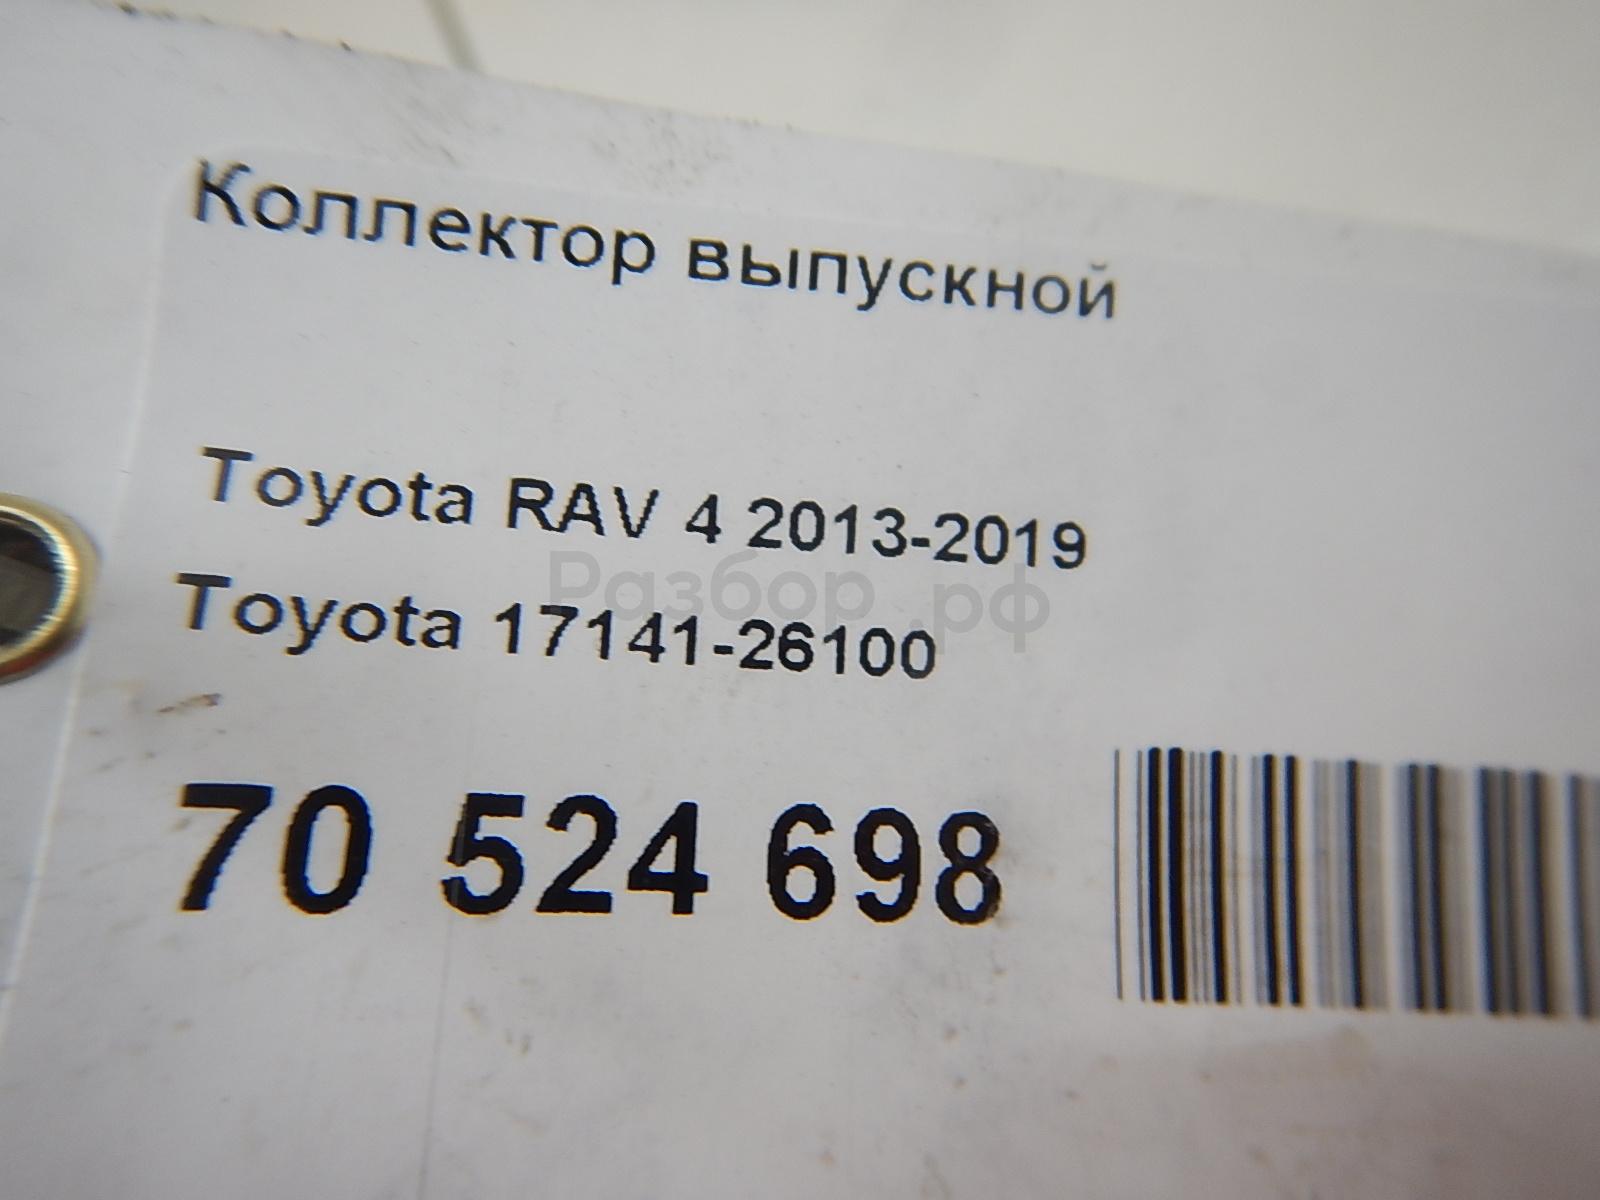 Коллектор выпускной
Toyota RAV 4 2013-2019
Разбор.рф
Toyota 17141-26100
70 524 698